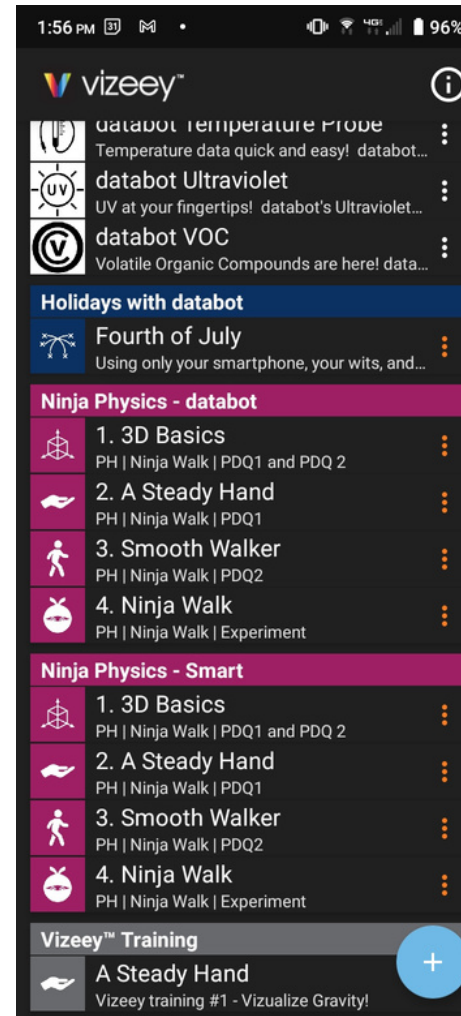 1:56 PM 31 4G 96%
vizeey™
databot Temperature Probe
Temperature data quick and easy! databot...
UV
databot Ultraviolet
UV at your fingertips! databot's Ultraviolet...
databot VOC
Volatile Organic Compounds are here! data...
Holidays with databot
Fourth of July
Using only your smartphone, your wits, and...
Ninja Physics - databot
1. 3D Basics
PH | Ninja Walk | PDQ1 and PDQ 2
2. A Steady Hand
PH | Ninja Walk | PDQ1
3. Smooth Walker
PH | Ninja Walk | PDQ2
4. Ninja Walk
PH | Ninja Walk | Experiment
Ninja Physics - Smart
1. 3D Basics
PH | Ninja Walk | PDQ1 and PDQ 2
2. A Steady Hand
PH | Ninja Walk | PDQ1
3. Smooth Walker
PH | Ninja Walk | PDQ2
4. Ninja Walk
PH | Ninja Walk | Experiment
Vizeey™ Training
A Steady Hand
Vizeey training #1 - Vizualize Gravity!